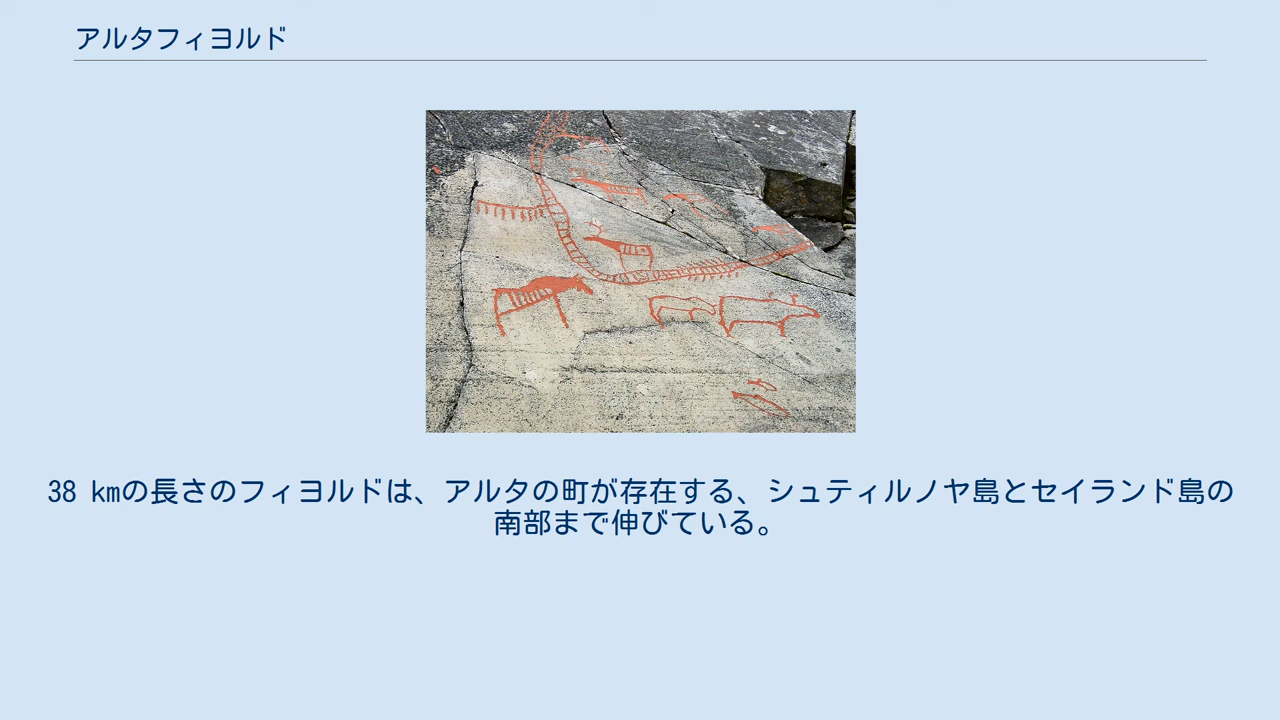 アルタフィヨルド
38 kmの長さのフィヨルドは、アルタの町が存在する、シュティルノヤ島とセイランド島の
南部まで伸びている。